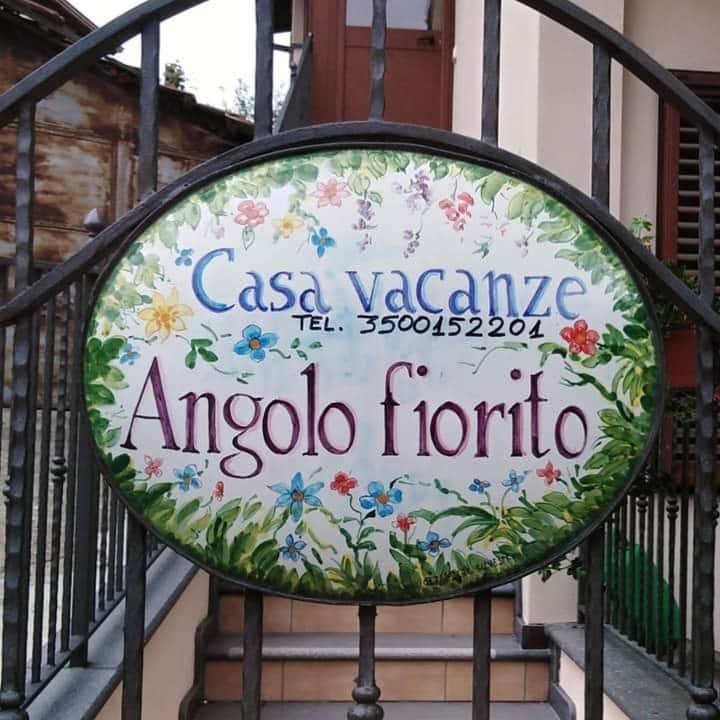 Casa vacanze
TEL. 3500152201
Angolo fiorito